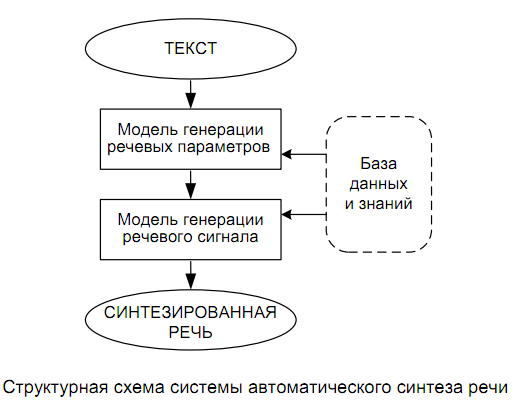 ТЕКСТ
Модель генерации
речевых параметров
База
данных
и знаний
Модель генерации
речевого сигнала
СИНТЕЗИРОВАННАЯ
РЕЧЬ
Структурная схема системы автоматического синтеза речи